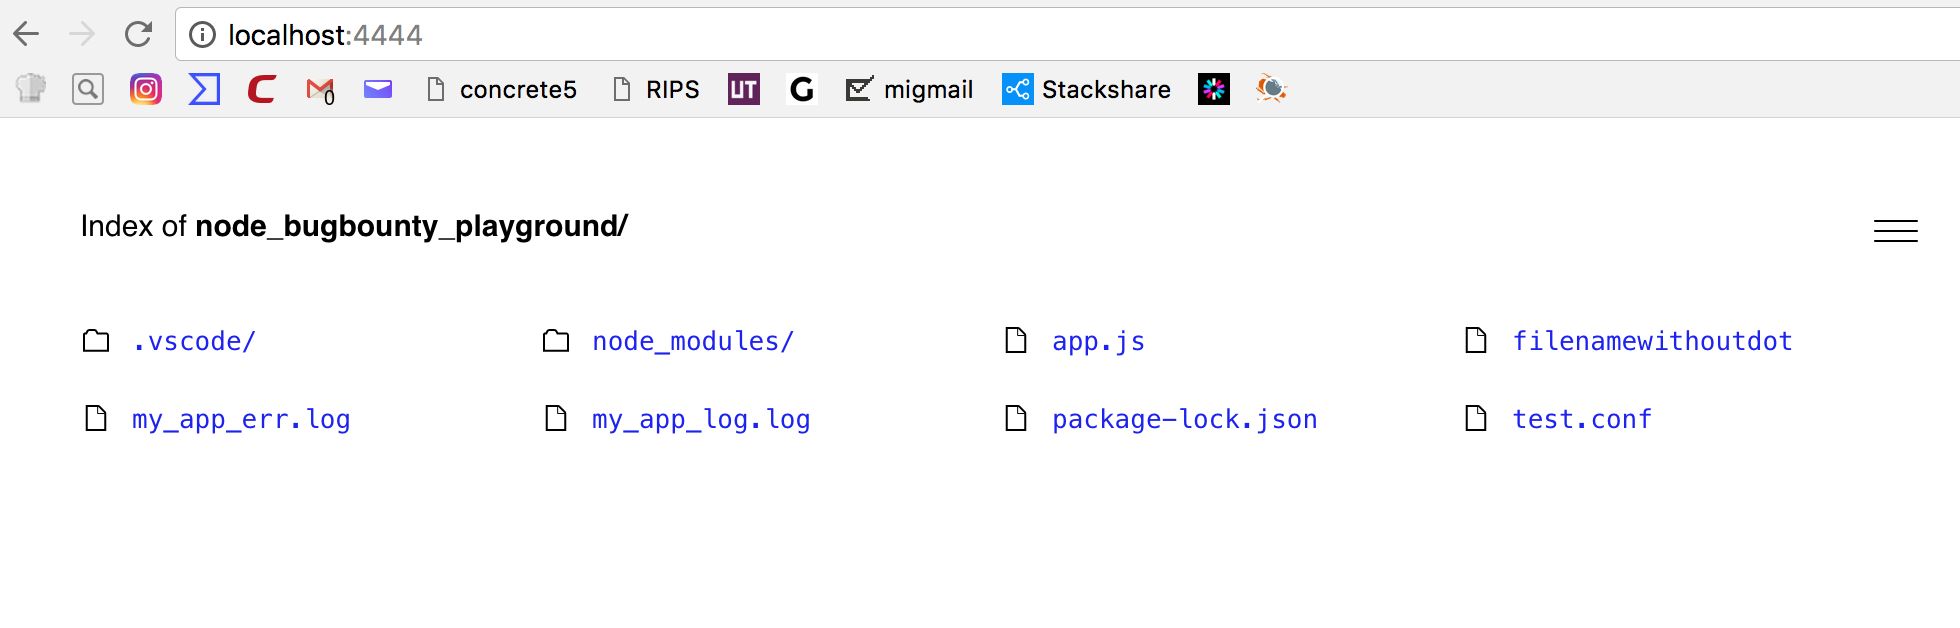 localhost:4444
0 concrete5 RIPS UT G migmail Stackshare
Index of node_bugbounty_playground/
.vscode/ node_modules/ app.js filenamewithoutdot
my_app_err.log my_app_log.log package-lock.json test.conf